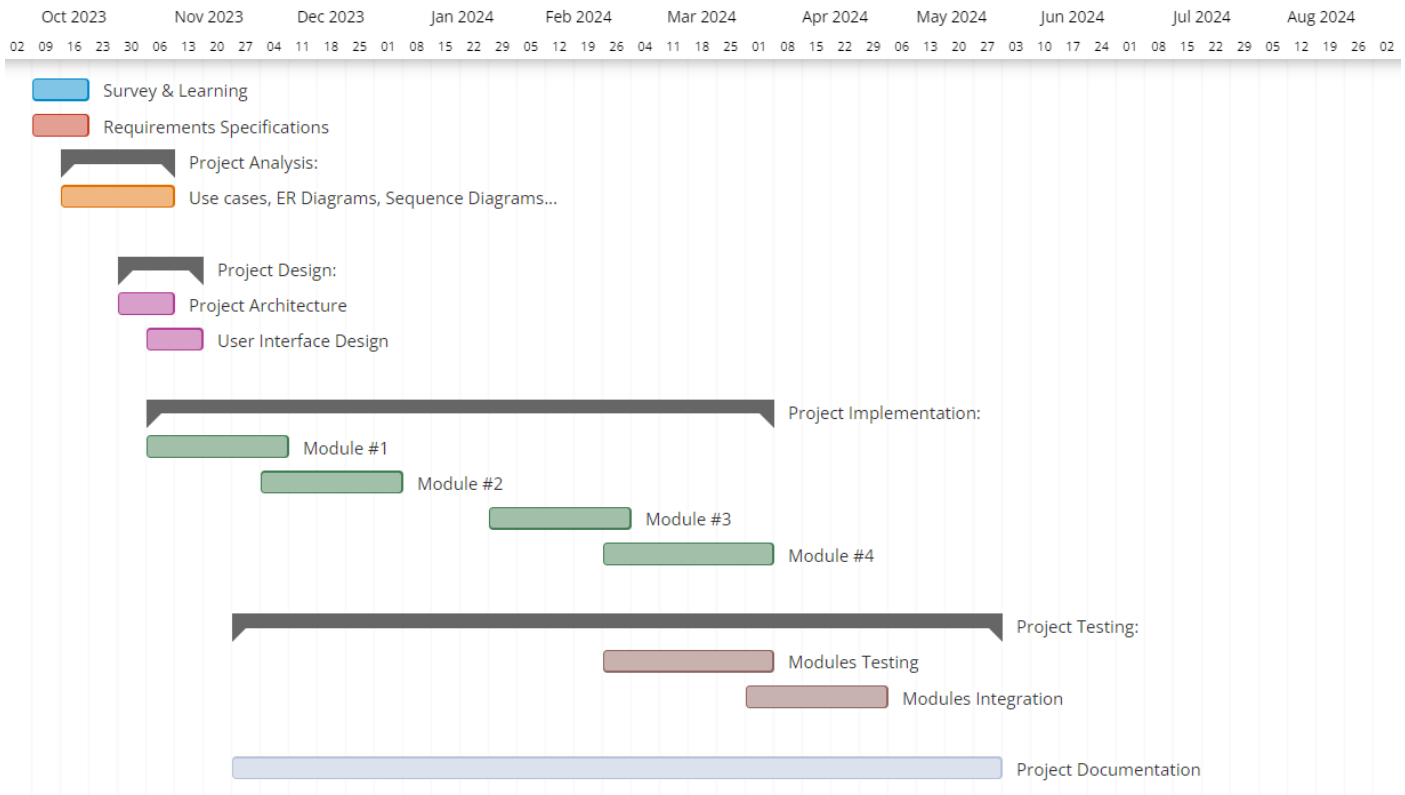 Oct 2023 Nov 2023 Dec 2023 Jan 2024 Feb 2024 Mar 2024 Apr 2024 May 2024 Jun 2024 Jul 2024 Aug 2024
02 09 16 23 30 06 13 20 27 04 11 18 25 01 08 15 22 29 05 12 19 26 04 11 18 25 01 08 15 22 29 06 13 20 27 03 10 17 24 01 08 15 22 29 05 12 19 26 02
Survey & Learning
Requirements Specifications
Project Analysis:
Use cases, ER Diagrams, Sequence Diagrams...
Project Design:
Project Architecture
User Interface Design
Project Implementation:
Module #1
Module #2
Module #3
Module #4
Project Testing:
Modules Testing
Modules Integration
Project Documentation